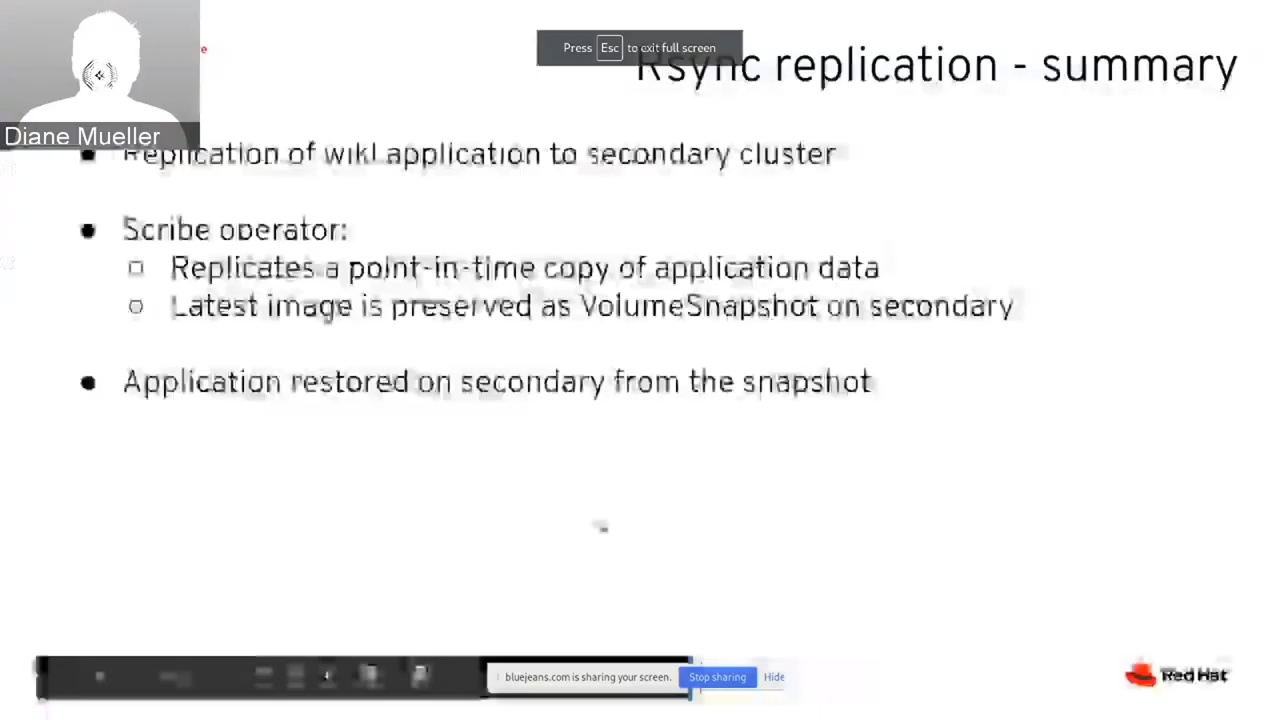 Press Esc to exit full screen
Rsync replication - summary
Diane Mueller
Replication of wiki application to secondary cluster
Scribe operator:
Replicates a point-in-time copy of application data
Latest image is preserved as VolumeSnapshot on secondary
Application restored on secondary from the snapshot
bluejeans.com is sharing your screen. Stop sharing Hide
Red Hat